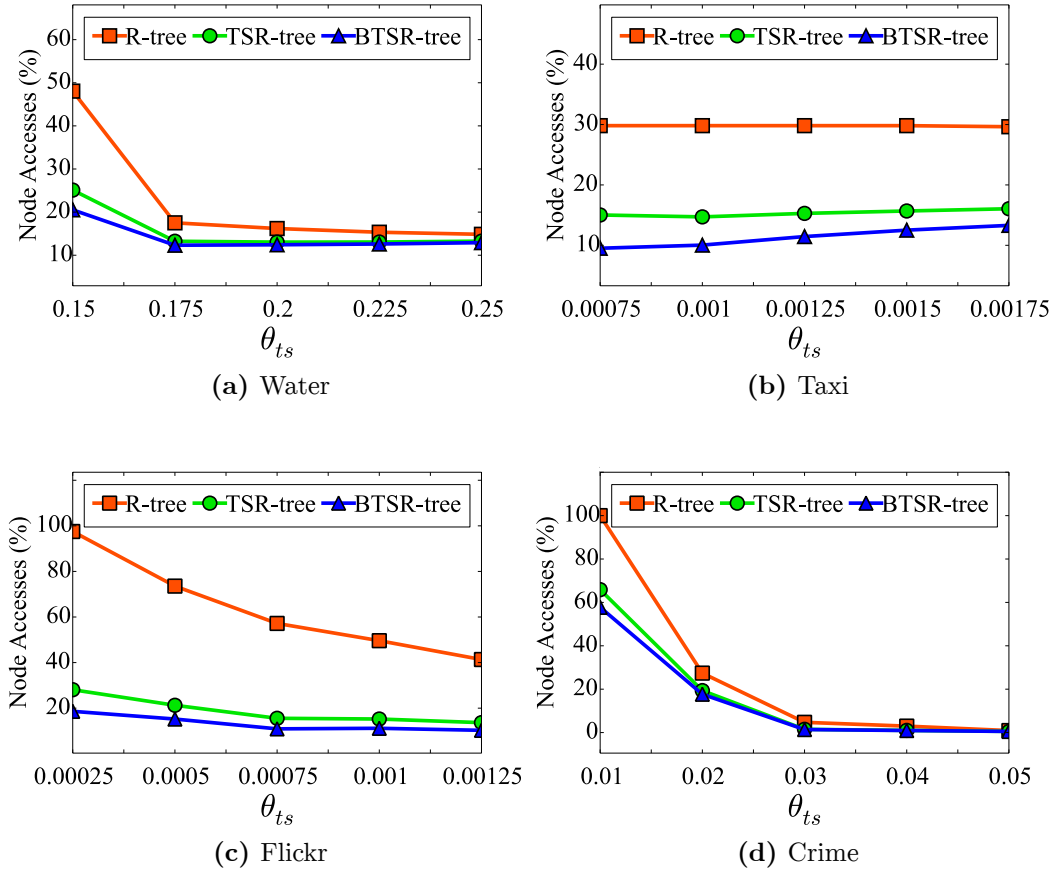 R-tree TSR-tree BTSR-tree
Node Accesses (%)
60
50
40
30
20
10
0.15 0.175 0.2 0.225 0.25
θts
(a) Water
R-tree TSR-tree BTSR-tree
Node Accesses (%)
40
30
20
10
0.00075 0.001 0.00125 0.0015 0.00175
θts
(b) Taxi
R-tree TSR-tree BTSR-tree
Node Accesses (%)
100
80
60
40
20
0.00025 0.0005 0.00075 0.001 0.00125
θts
(c) Flickr
R-tree TSR-tree BTSR-tree
Node Accesses (%)
100
80
60
40
20
0
0.01 0.02 0.03 0.04 0.05
θts
(d) Crime